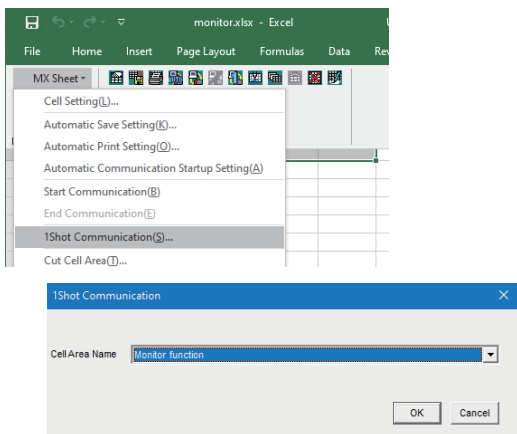 monitor.xlsx - Excel
File Home Insert Page Layout Formulas Data
MX Sheet
Cell Setting(L)...
Automatic Save Setting(K)...
Automatic Print Setting(O)...
Automatic Communication Startup Setting(A)
Start Communication(B)
End Communication(E)
1Shot Communication(S)...
Cut Cell Area(T)...
1Shot Communication
Cell Area Name Monitor function
OK Cancel